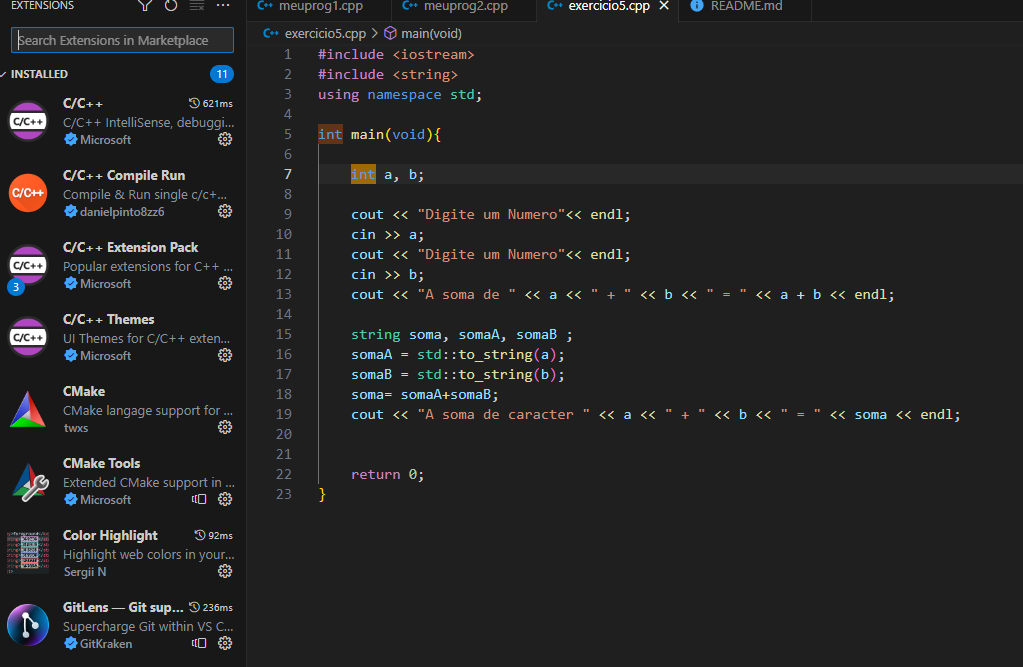 EXTENSIONS
Search Extensions in Marketplace
INSTALLED 11
C/C++ 621ms
C/C++ IntelliSense, debuggi...
Microsoft
C/C++ Compile Run
Compile & Run single c/c+...
danielpinto8zz6
C/C++ Extension Pack
Popular extensions for C++ ...
3
Microsoft
C/C++ Themes
UI Themes for C/C++ exten...
Microsoft
CMake
CMake langage support for ...
twxs
CMake Tools
Extended CMake support in ...
Microsoft
Color Highlight 92ms
Highlight web colors in your...
Sergii N
GitLens — Git sup... 236ms
Supercharge Git within VS C...
GitKraken
meuprog1.cpp
meuprog2.cpp
exercicio5.cpp
README.md
exercicio5.cpp > main(void)
1 #include <iostream>
2 #include <string>
3 using namespace std;
4
5 int main(void){
6
7 int a, b;
8
9 cout << "Digite um Numero"<< endl;
10 cin >> a;
11 cout << "Digite um Numero"<< endl;
12 cin >> b;
13 cout << "A soma de " << a << " + " << b << " = " << a + b << endl;
14
15 string soma, somaA, somaB ;
16 somaA = std::to_string(a);
17 somaB = std::to_string(b);
18 soma= somaA+somaB;
19 cout << "A soma de caracter " << a << " + " << b << " = " << soma << endl;
20
21
22 return 0;
23 }